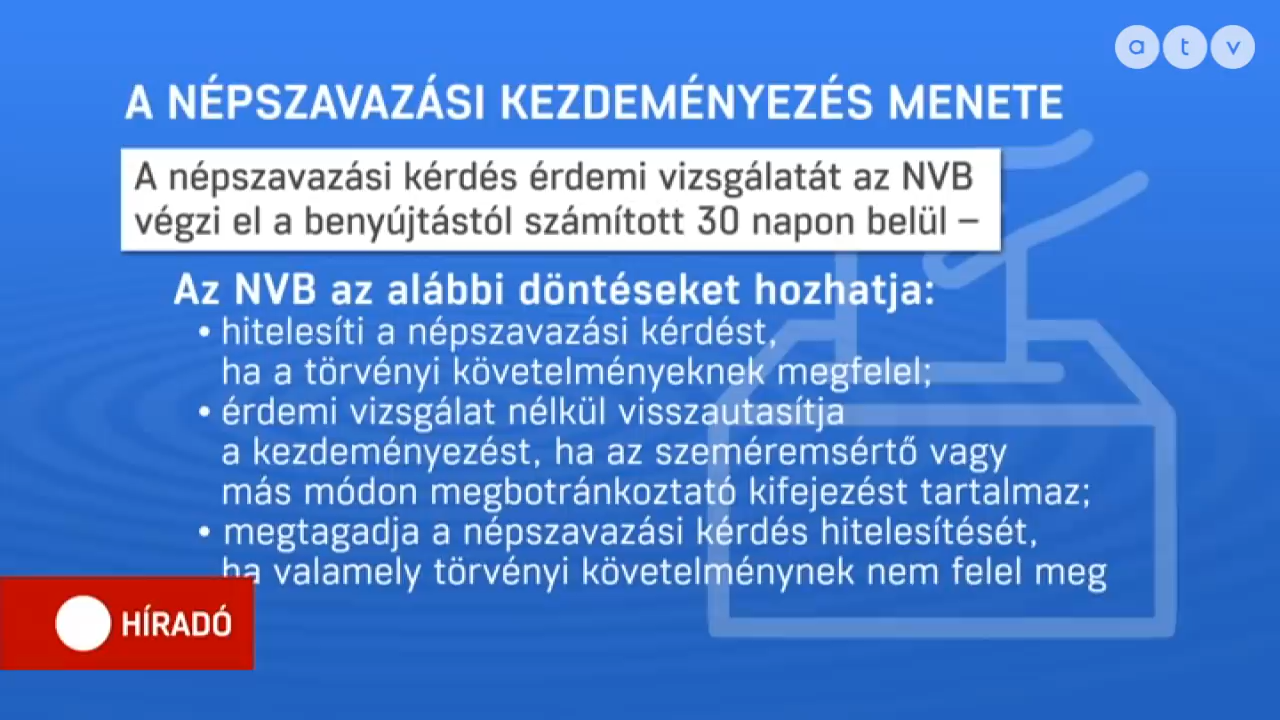 a t v
A NÉPSZAVAZÁSI KEZDEMÉNYEZÉS MENETE
A népszavazási kérdés érdemi vizsgálatát az NVB
végzi el a benyújtástól számított 30 napon belül –
Az NVB az alábbi döntéseket hozhatja:
• hitelesíti a népszavazási kérdést,
ha a törvényi követelményeknek megfelel;
• érdemi vizsgálat nélkül visszautasítja
a kezdeményezést, ha az szeméremsértő vagy
más módon megbotránkoztató kifejezést tartalmaz;
• megtagadja a népszavazási kérdés hitelesítését,
ha valamely törvényi követelménynek nem felel meg
HÍRADÓ